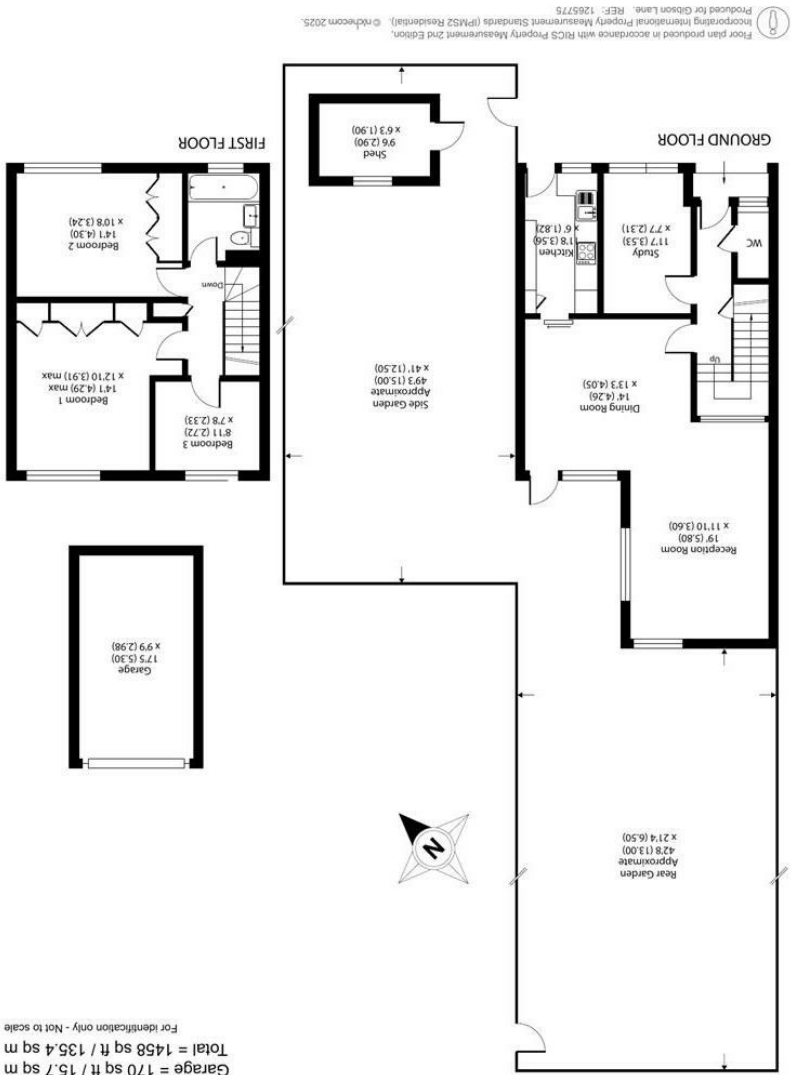 Garage = 170 sq ft / 15.7 sq m
Total = 1458 sq ft / 135.4 sq m
For identification only - Not to scale
Rear Garden
Approximate
42'8 (13.00)
x 21'4 (6.50)
N
Garage
17'5 (5.30)
x 9'9 (2.98)
Reception Room
19' (5.80)
x 11'10 (3.60)
Dining Room
14' (4.26)
x 13'3 (4.05)
Up
WC
Study
11'7 (3.53)
x 7'7 (2.31)
Kitchen
11'8 (3.56)
x 6' (1.82)
GROUND FLOOR
Side Garden
Approximate
49'3 (15.00)
x 41' (12.50)
Shed
9'6 (2.90)
x 6'3 (1.90)
Bedroom 3
8'11 (2.72)
x 7'8 (2.33)
Bedroom 1
14'1 (4.29) max
x 12'10 (3.91) max
Down
Bedroom 2
14'1 (4.30)
x 10'8 (3.24)
FIRST FLOOR
Floor plan produced in accordance with RICS Property Measurement 2nd Edition,
Incorporating International Property Measurement Standards (IPMS2 Residential). © nichecom 2025.
Produced for Gibson Lane. REF: 1265775